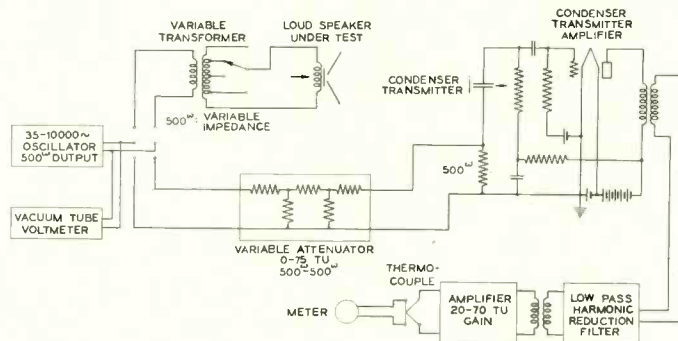 VARIABLE
TRANSFORMER
LOUD SPEAKER
UNDER TEST
CONDENSER
TRANSMITTER
AMPLIFIER
CONDENSER
TRANSMITTER
500ω: VARIABLE
IMPEDANCE
35-10000~
OSCILLATOR
500ω OUTPUT
500ω
VACUUM TUBE
VOLTMETER
VARIABLE ATTENUATOR
0-75 TU
500ω-500ω
THERMO-
COUPLE
METER
AMPLIFIER
20-70 TU
GAIN
LOW PASS
HARMONIC
REDUCTION
FILTER